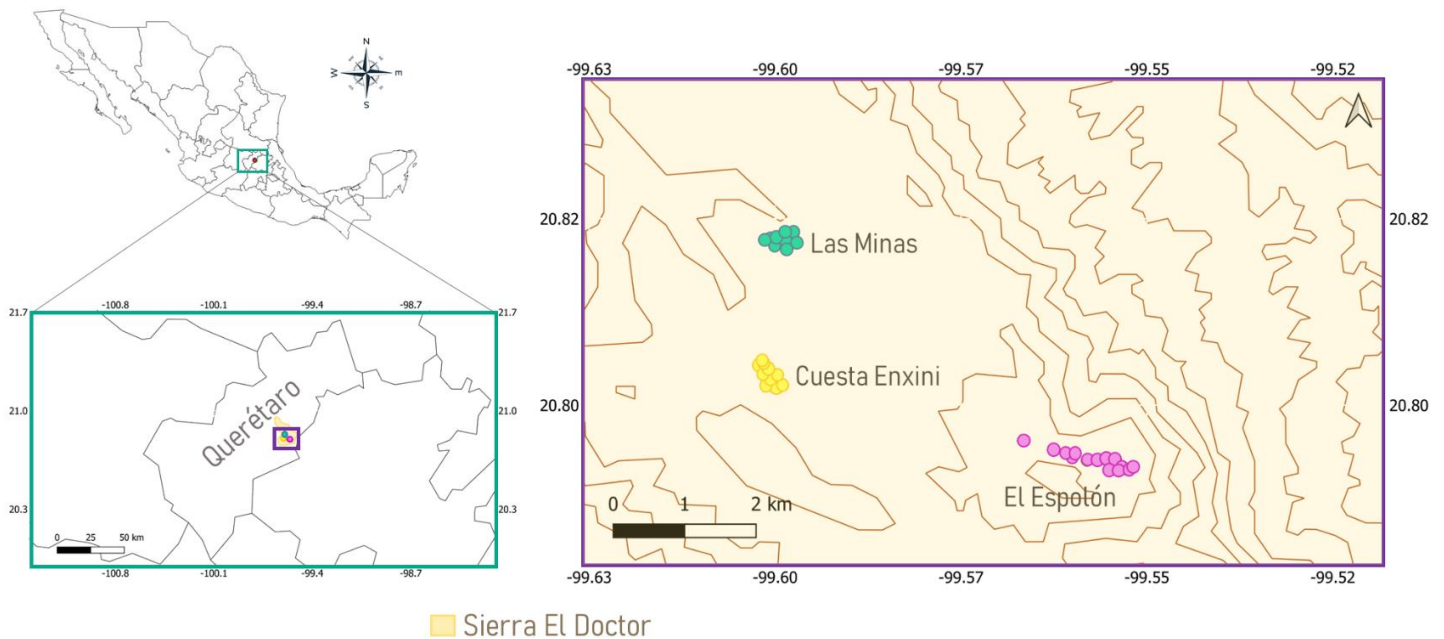 N
W
m
S
-100.8 -100.1 -99.4 -98.7
21.7 21.7
21.0 21.0
Querétaro
20.3 20.3
0 25 50 km
-100.8 -100.1 -99.4 -98.7
-99.63 -99.60 -99.57 -99.55 -99.52
20.82 20.82
Las Minas
Cuesta Enxini
20.80 20.80
El Espolón
0 1 2 km
-99.63 -99.60 -99.57 -99.55 -99.52
Sierra El Doctor